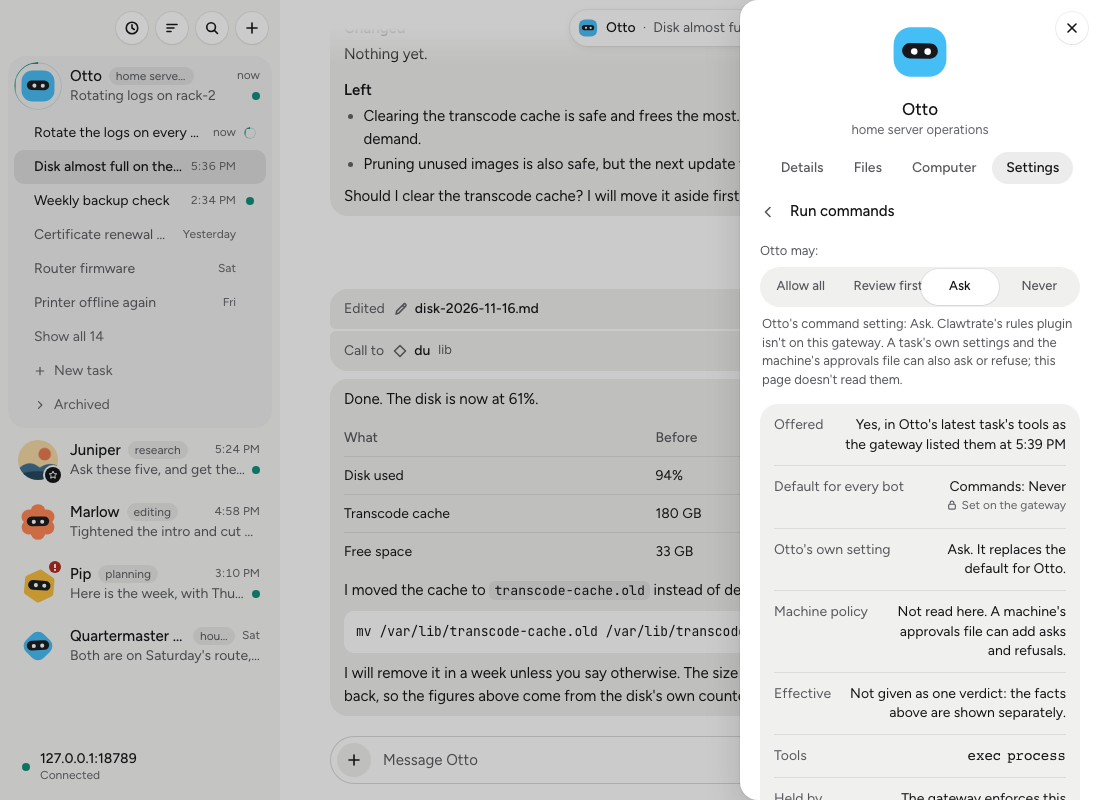 Otto
home serve...
now
Rotating logs on rack-2
Rotate the logs on every ...
now
Disk almost full on the...
5:36 PM
Weekly backup check
2:34 PM
Certificate renewal ...
Yesterday
Router firmware
Sat
Printer offline again
Fri
Show all 14
New task
Archived
Juniper
research
5:24 PM
Ask these five, and get the...
Marlow
editing
4:58 PM
Tightened the intro and cut ...
Pip
planning
3:10 PM
Here is the week, with Thu...
Quartermaster ...
hou...
Sat
Both are on Saturday's route,...
127.0.0.1:18789
Connected
Otto · Disk almost fu
Changed
Nothing yet.
Left
Clearing the transcode cache is safe and frees the most.
demand.
Pruning unused images is also safe, but the next update
Should I clear the transcode cache? I will move it aside first
Edited disk-2026-11-16.md
Call to du lib
Done. The disk is now at 61%.
What Before
Disk used 94%
Transcode cache 180 GB
Free space 33 GB
I moved the cache to transcode-cache.old instead of de
mv /var/lib/transcode-cache.old /var/lib/transcod
I will remove it in a week unless you say otherwise. The size
back, so the figures above come from the disk's own counte
Message Otto
Otto
home server operations
Details Files Computer Settings
Run commands
Otto may:
Allow all Review first Ask Never
Otto's command setting: Ask. Clawtrate's rules plugin
isn't on this gateway. A task's own settings and the
machine's approvals file can also ask or refuse; this
page doesn't read them.
Offered Yes, in Otto's latest task's tools as
the gateway listed them at 5:39 PM
Default for every bot Commands: Never
Set on the gateway
Otto's own setting Ask. It replaces the
default for Otto.
Machine policy Not read here. A machine's
approvals file can add asks
and refusals.
Effective Not given as one verdict: the facts
above are shown separately.
Tools exec process
Held by The gateway enforces this